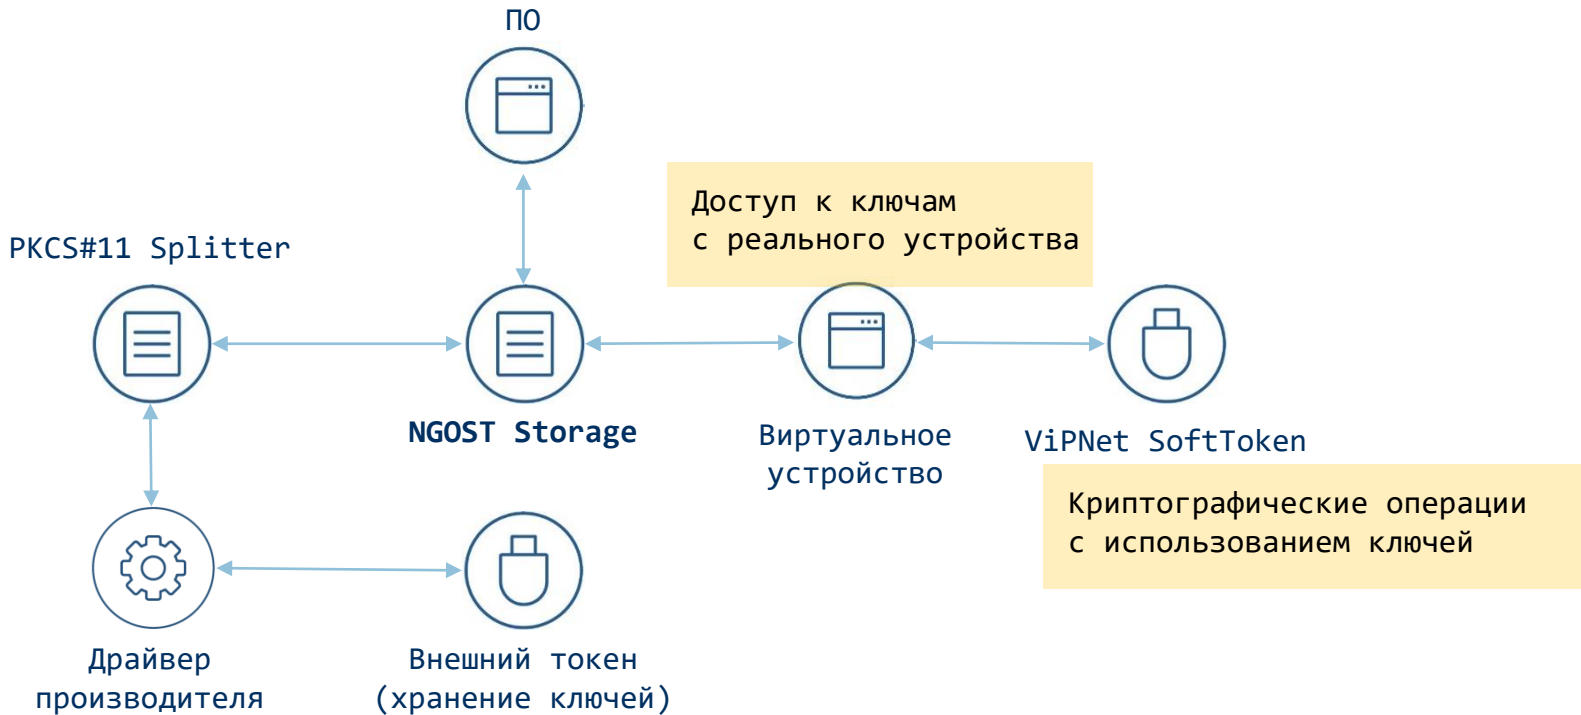 ПО
Доступ к ключам
с реального устройства
PKCS#11 Splitter
NGOST Storage
Виртуальное
устройство
ViPNet SoftToken
Криптографические операции
с использованием ключей
Драйвер
производителя
Внешний токен
(хранение ключей)